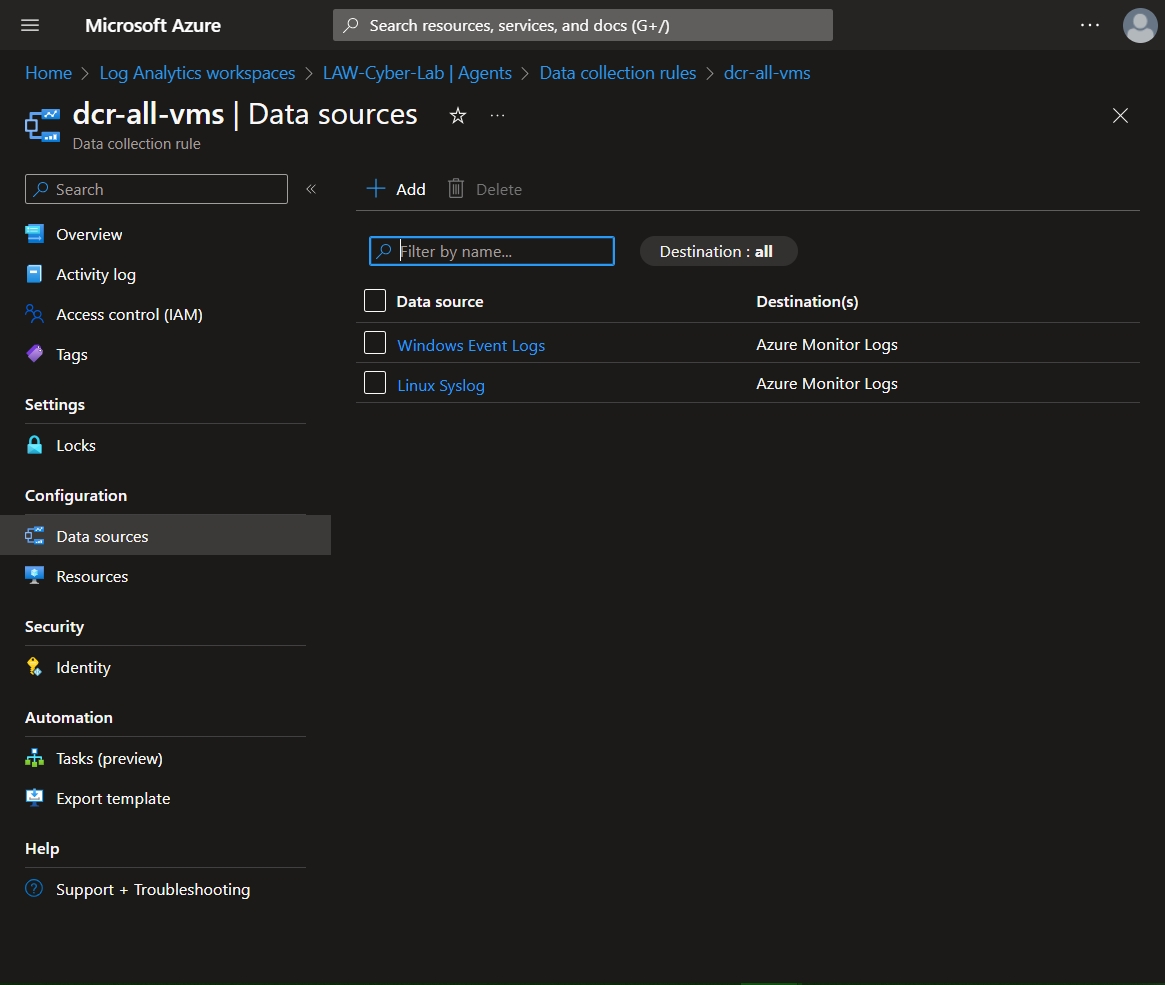 Microsoft Azure
Search resources, services, and docs (G+/)
...
Home > Log Analytics workspaces > LAW-Cyber-Lab | Agents > Data collection rules > dcr-all-vms
dcr-all-vms | Data sources
...
Data collection rule
Search
«
Add
Delete
Overview
Activity log
Access control (IAM)
Tags
Settings
Locks
Configuration
Data sources
Resources
Security
Identity
Automation
Tasks (preview)
Export template
Help
? Support + Troubleshooting
Filter by name...
Destination : all
Data source Destination(s)
Windows Event Logs Azure Monitor Logs
Linux Syslog Azure Monitor Logs